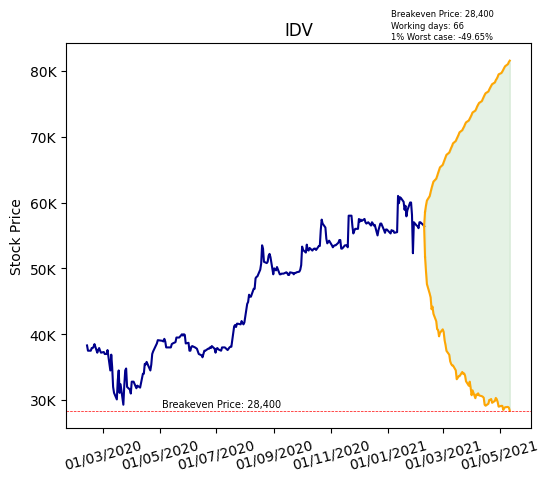 Breakeven Price: 28,400
Working days: 66
1% Worst case: -49.65%
IDV
80K
70K
60K
50K
40K
30K
Stock Price
Breakeven Price: 28,400
01/03/2020 01/05/2020 01/07/2020 01/09/2020 01/11/2020 01/01/2021 01/03/2021 01/05/2021